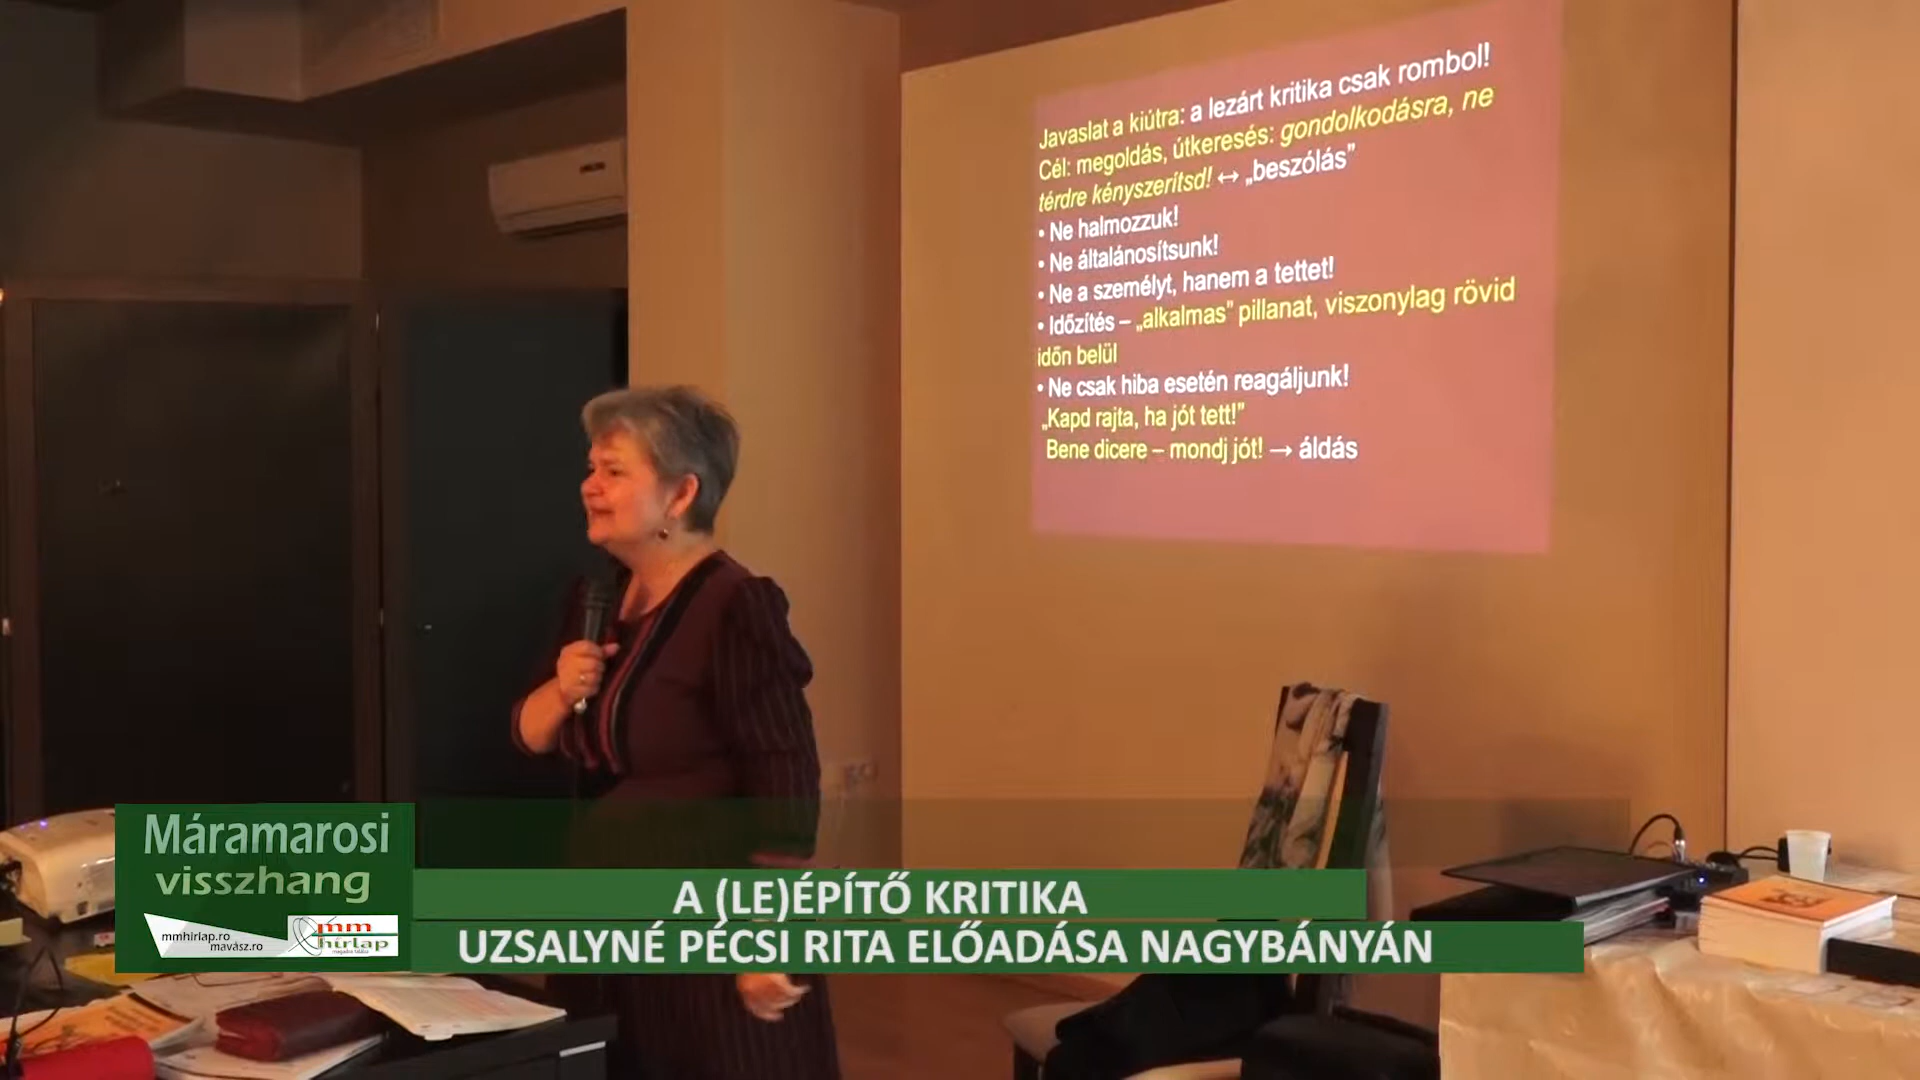 Javaslat a kiútra: a lezárt kritika csak rombol!
Cél: megoldás, útkeresés: gondolkodásra, ne
térdre kényszerítsd! ↔ „beszólás”
• Ne halmozzuk!
• Ne általánosítsunk!
• Ne a személyt, hanem a tettet!
• Időzítés – „alkalmas” pillanat, viszonylag rövid
időn belül
• Ne csak hiba esetén reagáljunk!
„Kapd rajta, ha jót tett!”
Bene dicere – mondj jót! → áldás
Máramarosi
visszhang
mmhirlap.ro
mavász.ro
mm
hírlap
A (LE)ÉPÍTŐ KRITIKA
UZSALYNÉ PÉCSI RITA ELŐADÁSA NAGYBÁNYÁN